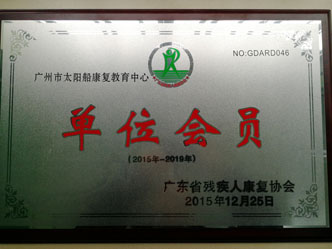 NO:GDARD046
广州市太阳船康复教育中心
单位会员
（2015年-2019年）
广东省残疾人康复协会
2015年12月25日